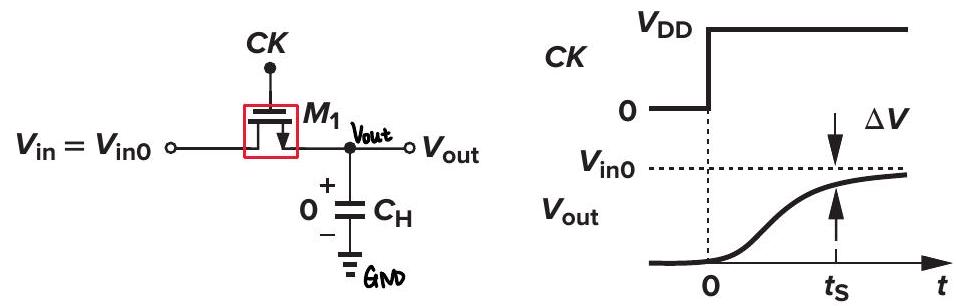 CK
M1
Vin = Vin0
Vout
Vout
+
0
CH
−
GND
VDD
CK
0
ΔV
Vin0
Vout
0
tS
t